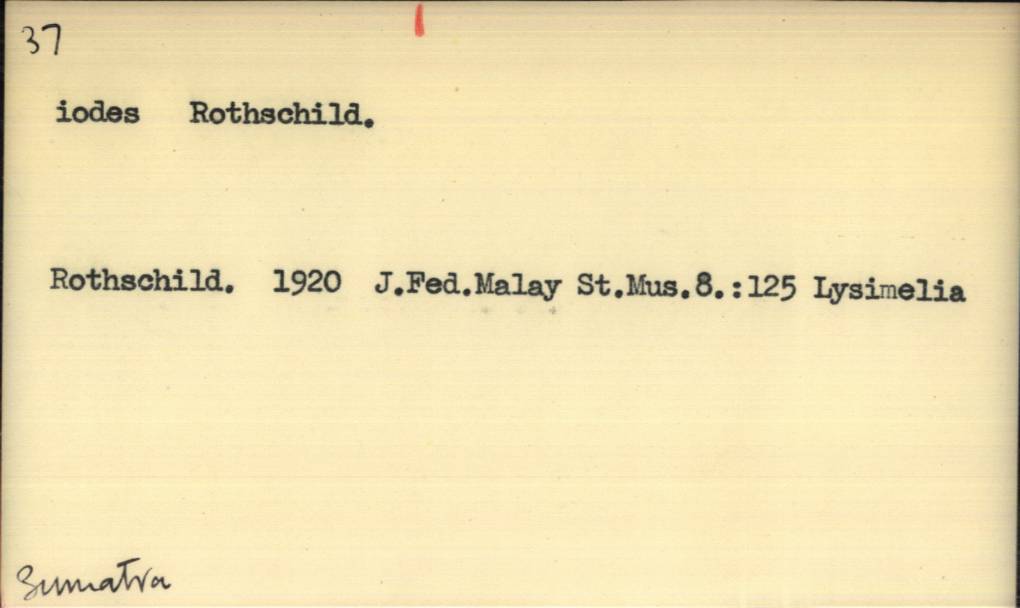 37
iodes Rothschild.
Rothschild. 1920 J.Fed.Malay St.Mus.8.:125 Lysimelia
Sumatra